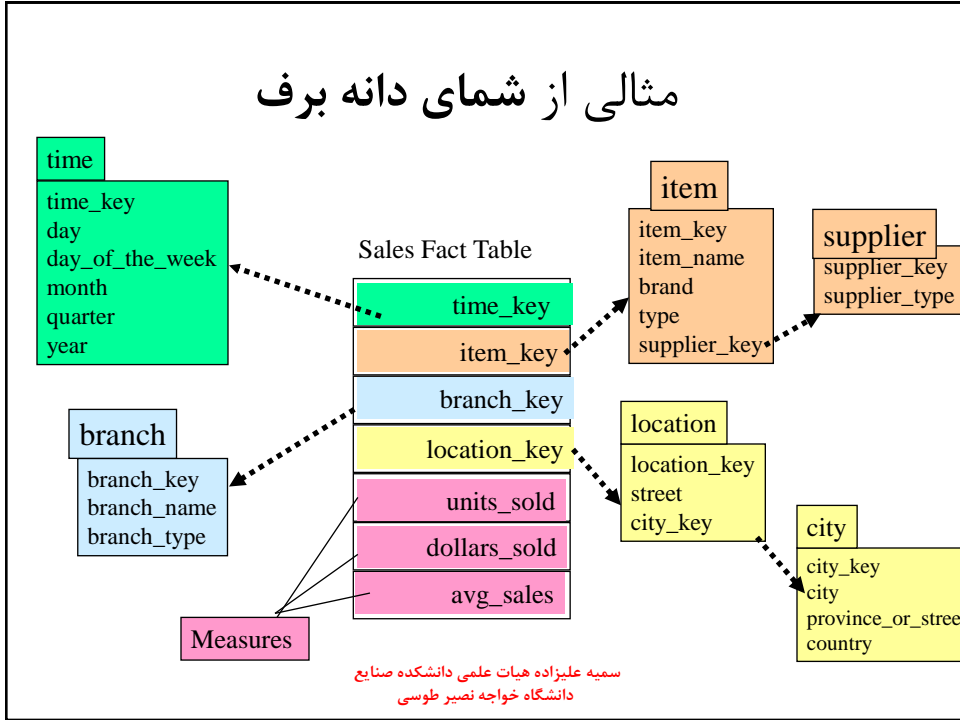 مثالی از شمای دانه برف
time
time_key
day
day_of_the_week
month
quarter
year
Sales Fact Table
time_key
item_key
branch_key
location_key
units_sold
dollars_sold
avg_sales
Measures
branch
branch_key
branch_name
branch_type
item
item_key
item_name
brand
type
supplier_key
supplier
supplier_key
supplier_type
location
location_key
street
city_key
city
city_key
city
province_or_stree
country
سمیه علیزاده هیات علمی دانشکده صنایع
دانشگاه خواجه نصیر طوسی